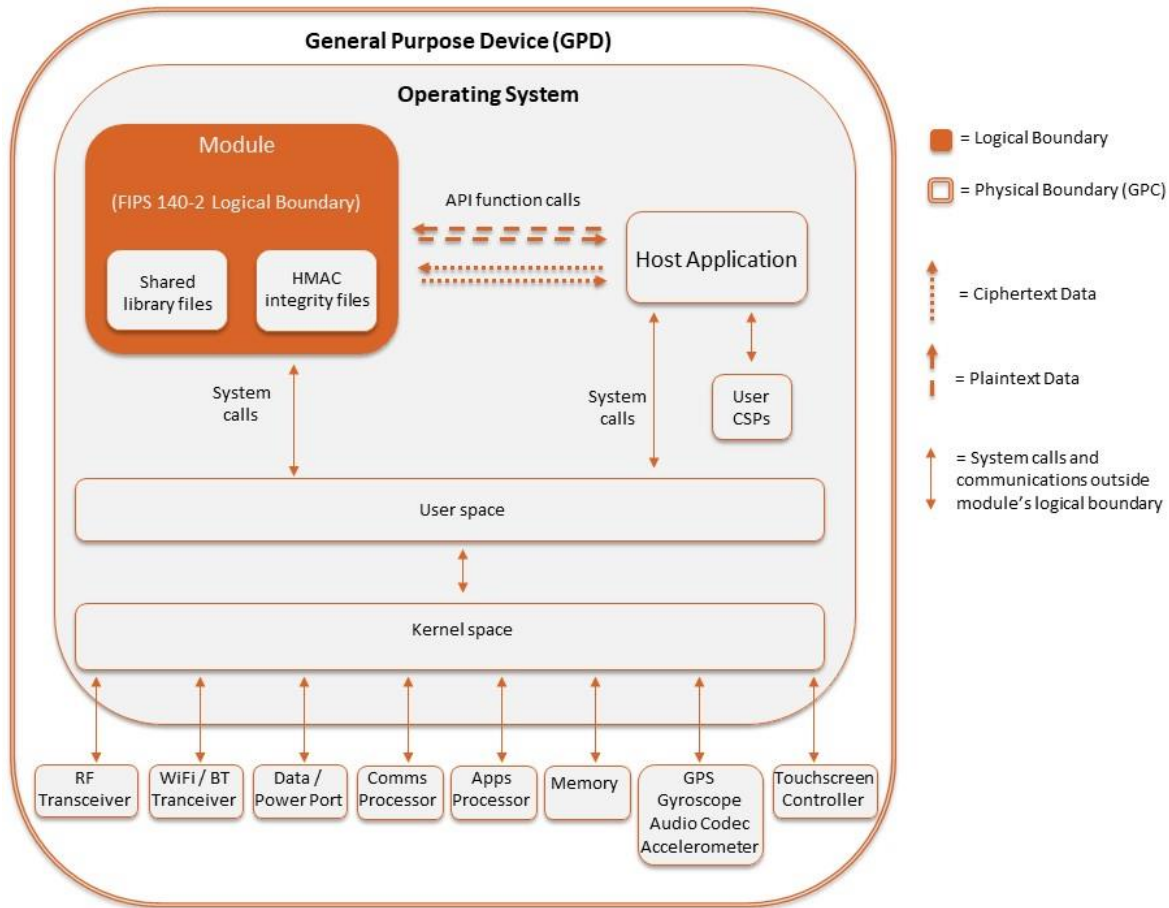 General Purpose Device (GPD)
Operating System
Module
(FIPS 140-2 Logical Boundary)
Shared
library files
HMAC
integrity files
API function calls
Host Application
System
calls
System
calls
User
CSPs
User space
Kernel space
RF
Transceiver
WiFi / BT
Tranceiver
Data /
Power Port
Comms
Processor
Apps
Processor
Memory
GPS
Gyroscope
Audio Codec
Accelerometer
Touchscreen
Controller
= Logical Boundary
= Physical Boundary (GPC)
= Ciphertext Data
= Plaintext Data
= System calls and
communications outside
module's logical boundary